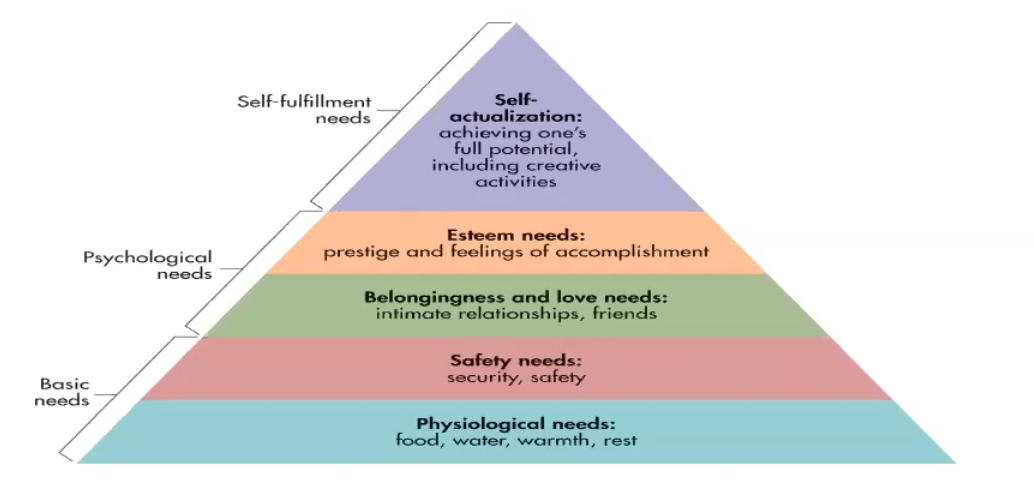 Self-fulfillment
needs
Self-
actualization:
achieving one's
full potential,
including creative
activities
Psychological
needs
Esteem needs:
prestige and feelings of accomplishment
Belongingness and love needs:
intimate relationships, friends
Basic
needs
Safety needs:
security, safety
Physiological needs:
food, water, warmth, rest